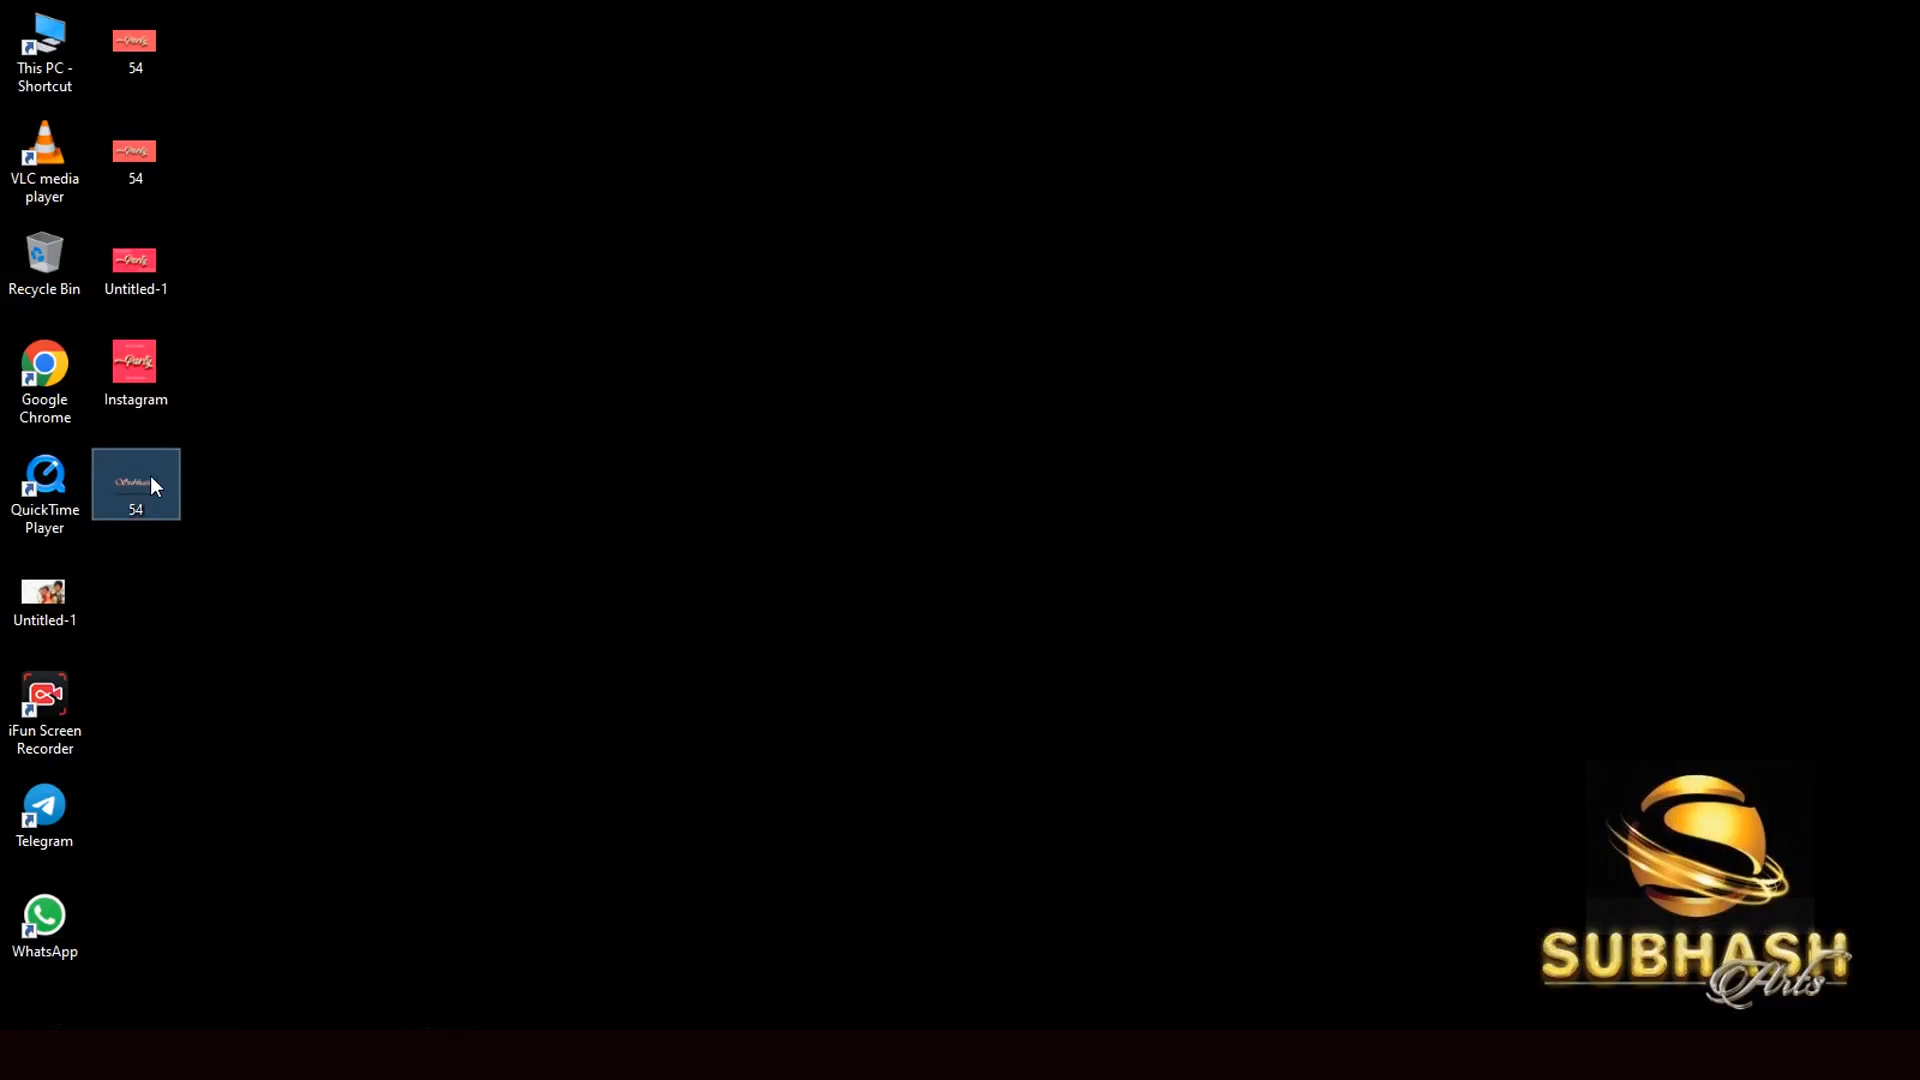 This PC -
Shortcut
54
VLC media
player
54
Recycle Bin
Untitled-1
Google
Chrome
Instagram
QuickTime
Player
54
Untitled-1
iFun Screen
Recorder
Telegram
WhatsApp
SUBHASH
Arts